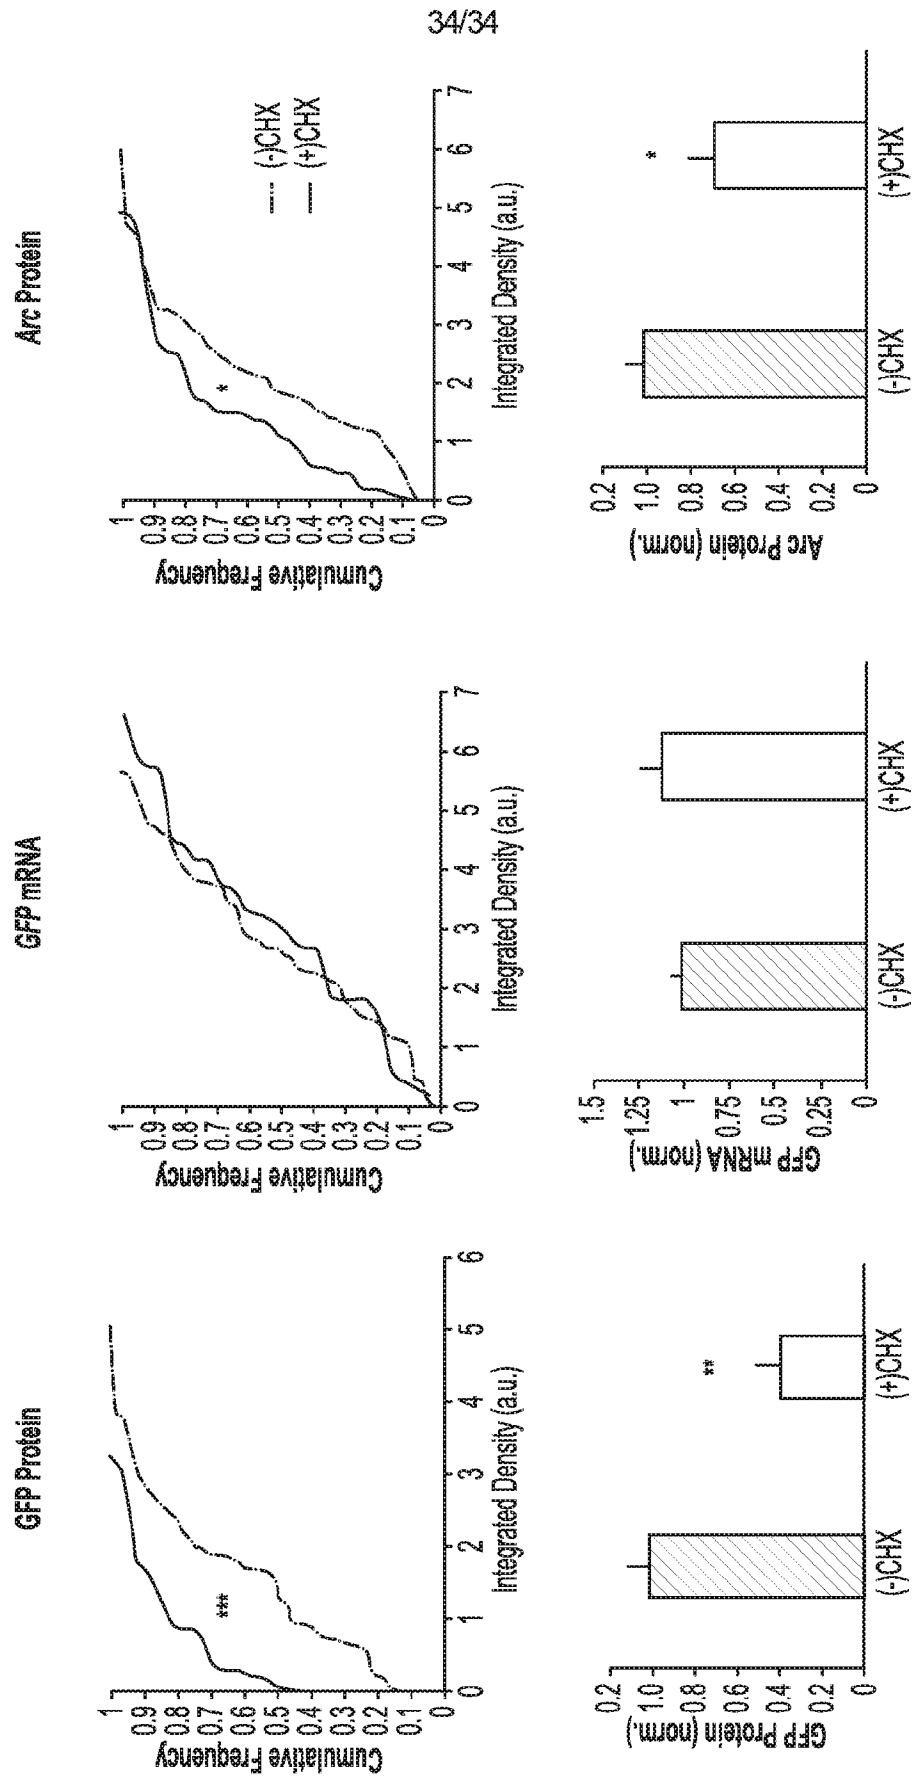 34/34
GFP Protein
Cumulative Frequency
1
0.9
0.8
0.7
0.6
0.5
0.4
0.3
0.2
0.1
0
***
0 1 2 3 4 5 6
Integrated Density (a.u.)
GFP mRNA
Cumulative Frequency
1
0.9
0.8
0.7
0.6
0.5
0.4
0.3
0.2
0.1
0
0 1 2 3 4 5 6 7
Integrated Density (a.u.)
Arc Protein
Cumulative Frequency
1
0.9
0.8
0.7
0.6
0.5
0.4
0.3
0.2
0.1
0
*
(-)CHX
(+)CHX
0 1 2 3 4 5 6 7
Integrated Density (a.u.)
GFP Protein (norm.)
0.2
1.0
0.8
0.6
0.4
0.2
0
**
(-)CHX (+)CHX
GFP mRNA (norm.)
1.5
1.25
1
0.75
0.5
0.25
0
(-)CHX (+)CHX
Arc Protein (norm.)
0.2
1.0
0.8
0.6
0.4
0.2
0
*
(-)CHX (+)CHX